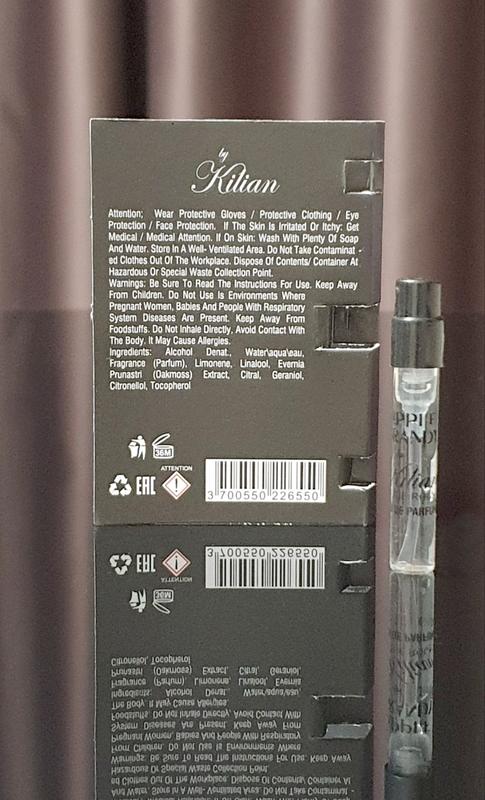 by
Kilian
Attention; Wear Protective Gloves / Protective Clothing / Eye
Protection / Face Protection. If The Skin Is Irritated Or Itchy: Get
Medical / Medical Attention. If On Skin: Wash With Plenty Of Soap
And Water. Store In A Well- Ventilated Area. Do Not Take Contaminat -
ed Clothes Out Of The Workplace. Dispose Of Contents/ Container At
Hazardous Or Special Waste Collection Point.
Warnings: Be Sure To Read The Instructions For Use. Keep Away
From Children. Do Not Use Is Environments Where
Pregnant Women, Babies And People With Respiratory
System Diseases Are Present. Keep Away From
Foodstuffs. Do Not Inhale Directly, Avoid Contact With
The Body. It May Cause Allergies.
Ingredients: Alcohol Denat., Water\aqua\eau,
Fragrance (Parfum), Limonene, Linalool, Evernia
Prunastri (Oakmoss) Extract, Citral, Geraniol,
Citronellol, Tocopherol
36M
EAC
ATTENTION
3 700550 226550
PPLE
RANDY
Kilian
DE PARFU